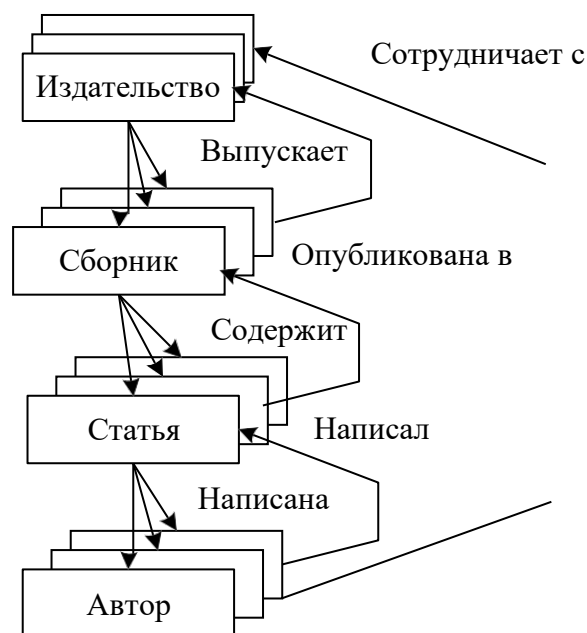 Сотрудничает с
Издательство
Выпускает
Сборник
Опубликована в
Содержит
Статья
Написал
Написана
Автор